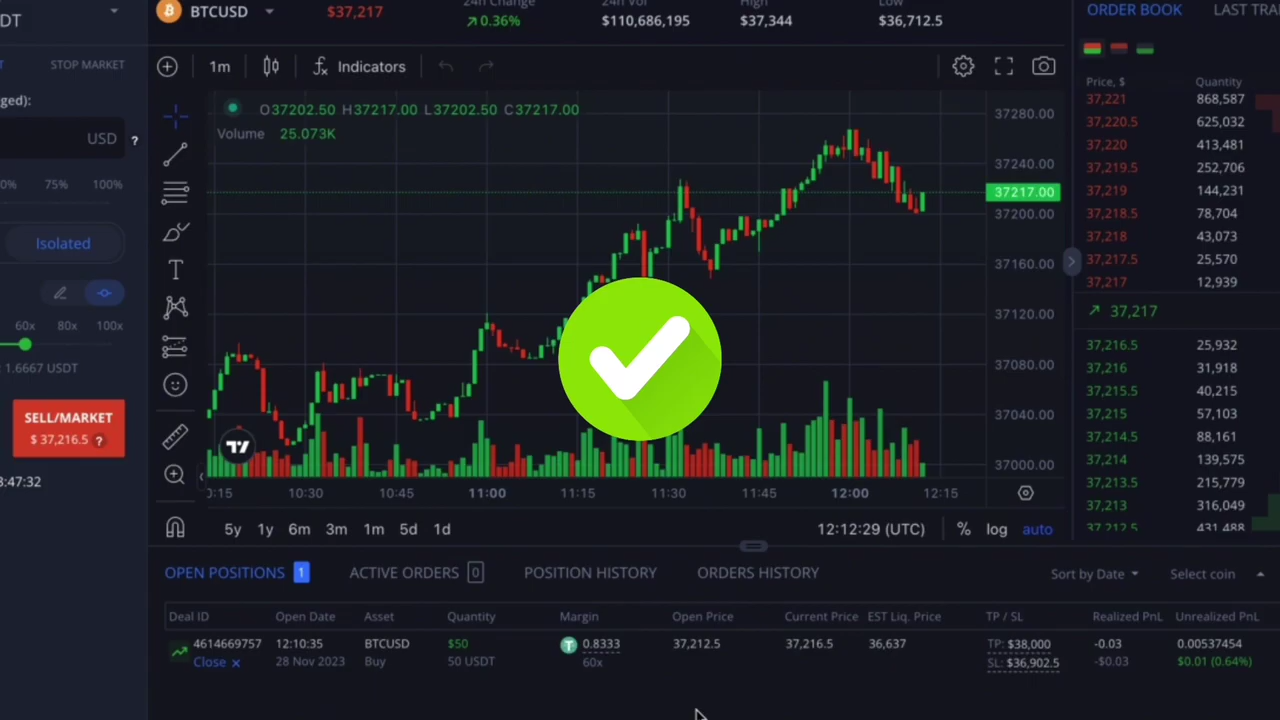 DT
BTCUSD
$37,217
24h Change
0.36%
24h Vol
$110,686,195
High
$37,344
Low
$36,712.5
ORDER BOOK
LAST TRA
T
STOP MARKET
ged):
USD ?
0% 75% 100%
Isolated
60x 80x 100x
: 1.6667 USDT
SELL/MARKET
$ 37,216.5 ?
3:47:32
1m
Indicators
O37202.50 H37217.00 L37202.50 C37217.00
Volume 25.073K
37280.00
37240.00
37217.00
37200.00
37160.00
37120.00
37080.00
37040.00
37000.00
0:15 10:30 10:45 11:00 11:15 11:30 11:45 12:00 12:15
5y 1y 6m 3m 1m 5d 1d
12:12:29 (UTC) % log auto
Price, $ Quantity
37,221 868,587
37,220.5 625,032
37,220 413,481
37,219.5 252,706
37,219 144,231
37,218.5 78,704
37,218 43,073
37,217.5 25,570
37,217 12,939
37,217
37,216.5 25,932
37,216 31,918
37,215.5 40,215
37,215 57,103
37,214.5 88,161
37,214 139,575
37,213.5 215,779
37,213 316,049
37,212.5 431,488
OPEN POSITIONS 1 ACTIVE ORDERS 0 POSITION HISTORY ORDERS HISTORY Sort by Date Select coin
Deal ID Open Date Asset Quantity Margin Open Price Current Price EST Liq. Price TP / SL Realized PnL Unrealized PnL
4614669757 12:10:35 BTCUSD $50 0.8333 37,212.5 37,216.5 36,637 TP: $38,000 -0.03 0.00537454
Close × 28 Nov 2023 Buy 50 USDT 60x SL: $36,902.5 -$0.03 $0.01 (0.64%)